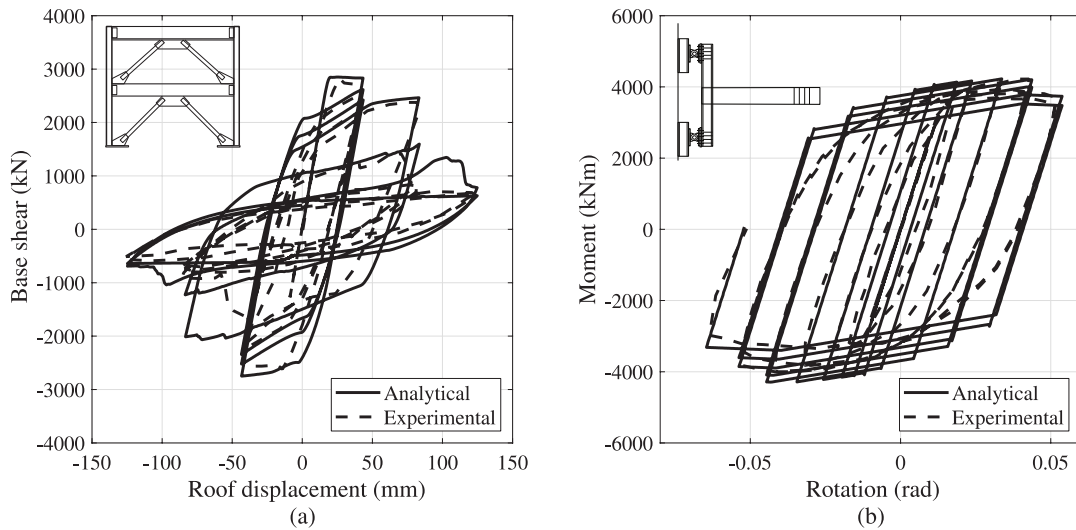 4000
3000
2000
1000
0
-1000
-2000
-3000
-4000
Base shear (kN)
-150 -100 -50 0 50 100 150
Roof displacement (mm)
Analytical
Experimental
(a)
6000
4000
2000
0
-2000
-4000
-6000
Moment (kNm)
-0.05 0 0.05
Rotation (rad)
Analytical
Experimental
(b)